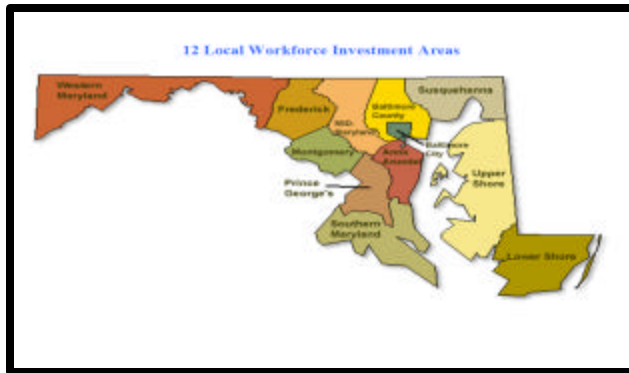 12 Local Workforce Investment Areas
Western
Maryland
Frederick
MID-
Maryland
Baltimore
County
Susquehanna
Montgomery
Anne
Arundel
Baltimore
City
Upper
Shore
Prince
George's
Southern
Maryland
Lower Shore